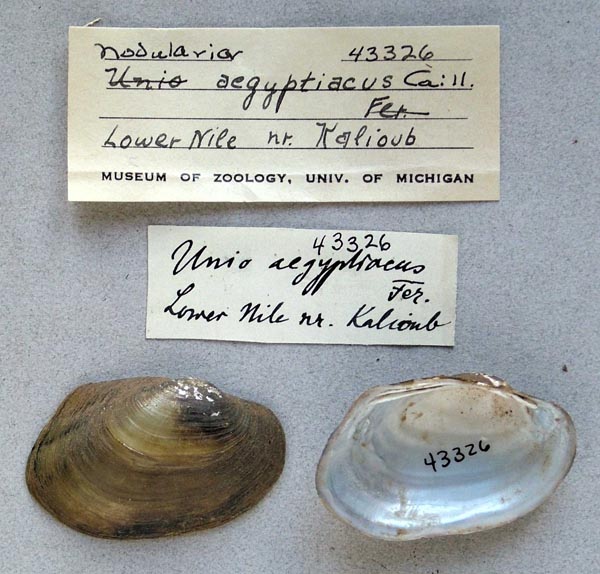 Nodularia 43326
Unio aegyptiacus Caill.
Fer.
Lower Nile nr. Kalioub
MUSEUM OF ZOOLOGY, UNIV. OF MICHIGAN
43326
Unio aegyptiacus
Fer.
Lower Nile nr. Kalioub
43326